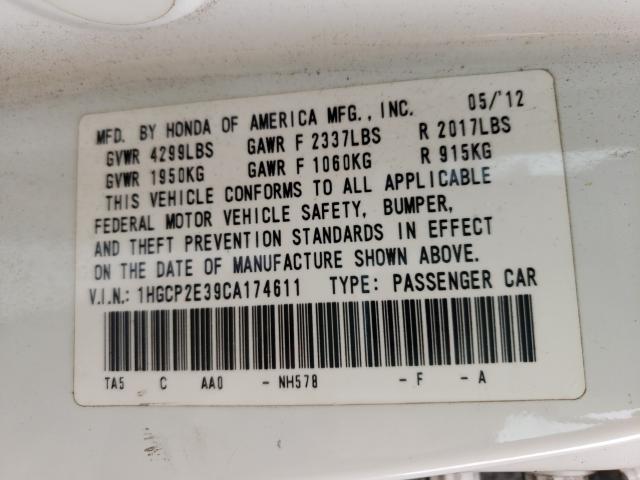 MFD. BY HONDA OF AMERICA MFG., INC. 05/'12
GVWR 4299LBS GAWR F 2337LBS R 2017LBS
GVWR 1950KG GAWR F 1060KG R 915KG
THIS VEHICLE CONFORMS TO ALL APPLICABLE
FEDERAL MOTOR VEHICLE SAFETY, BUMPER,
AND THEFT PREVENTION STANDARDS IN EFFECT
ON THE DATE OF MANUFACTURE SHOWN ABOVE.
V.I.N.: 1HGCP2E39CA174611 TYPE: PASSENGER CAR
TA5 C AA0 - NH578 - F - A